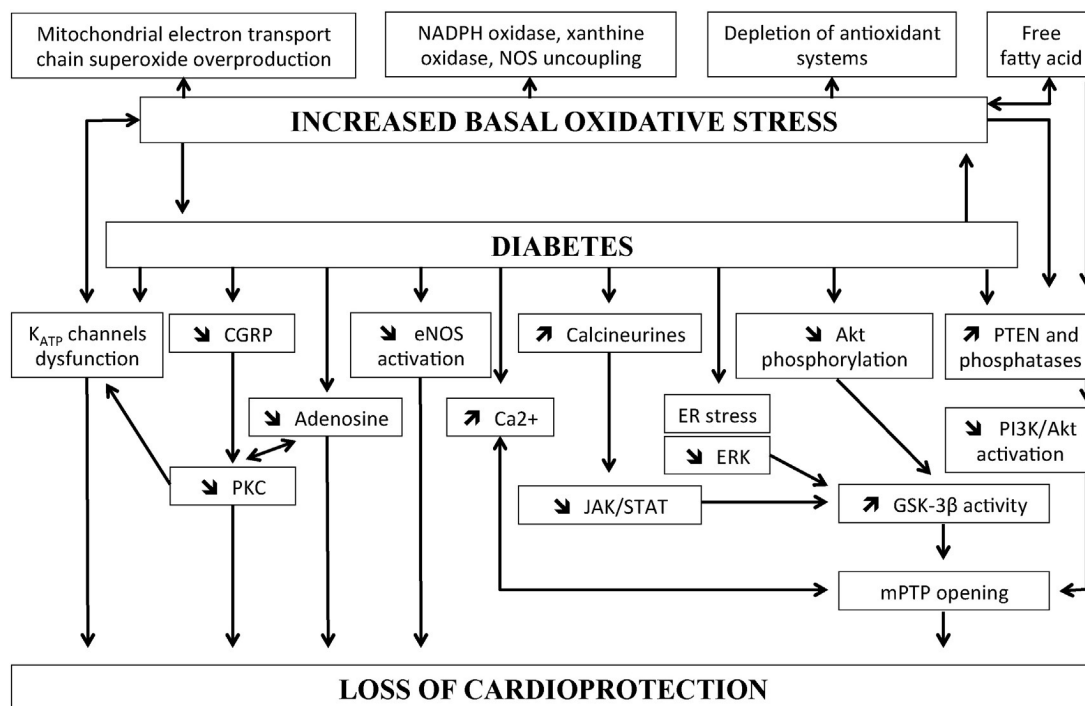 Mitochondrial electron transport
chain superoxide overproduction
NADPH oxidase, xanthine
oxidase, NOS uncoupling
Depletion of antioxidant
systems
Free
fatty acid
INCREASED BASAL OXIDATIVE STRESS
DIABETES
KATP channels
dysfunction
↘ CGRP
↘ eNOS
activation
↗ Calcineurines
↘ Akt
phosphorylation
↗ PTEN and
phosphatases
↘ Adenosine
↗ Ca2+
ER stress
↘ PI3K/Akt
activation
↘ ERK
↘ PKC
↘ JAK/STAT
↗ GSK-3β activity
mPTP opening
LOSS OF CARDIOPROTECTION